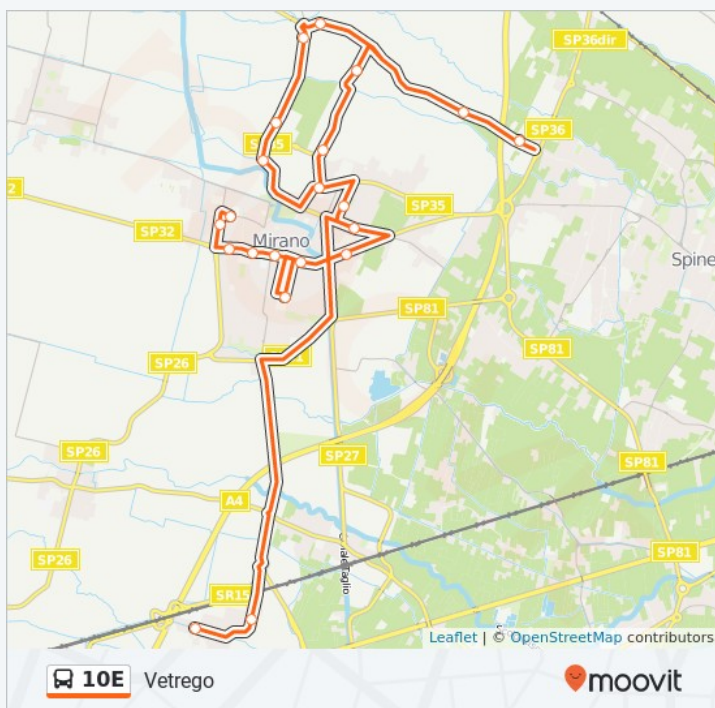 SP36dir
SP36
SP35
2
SP35
SP32
Mirano
Spine
SP81
SP81
SP26
SP27
SP26
SP81
A4
SP26
SP81
SR15
Leaflet | © OpenStreetMap contributors
10E Vetrego
moovit